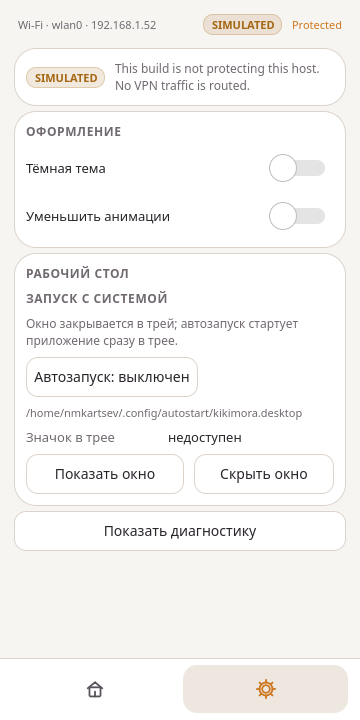 Wi-Fi · wlan0 · 192.168.1.52 SIMULATED Protected
SIMULATED This build is not protecting this host.
No VPN traffic is routed.
ОФОРМЛЕНИЕ
Тёмная тема
Уменьшить анимации
РАБОЧИЙ СТОЛ
ЗАПУСК С СИСТЕМОЙ
Окно закрывается в трей; автозапуск стартует
приложение сразу в трее.
Автозапуск: выключен
/home/nmkartsev/.config/autostart/kikimora.desktop
Значок в трее недоступен
Показать окно Скрыть окно
Показать диагностику